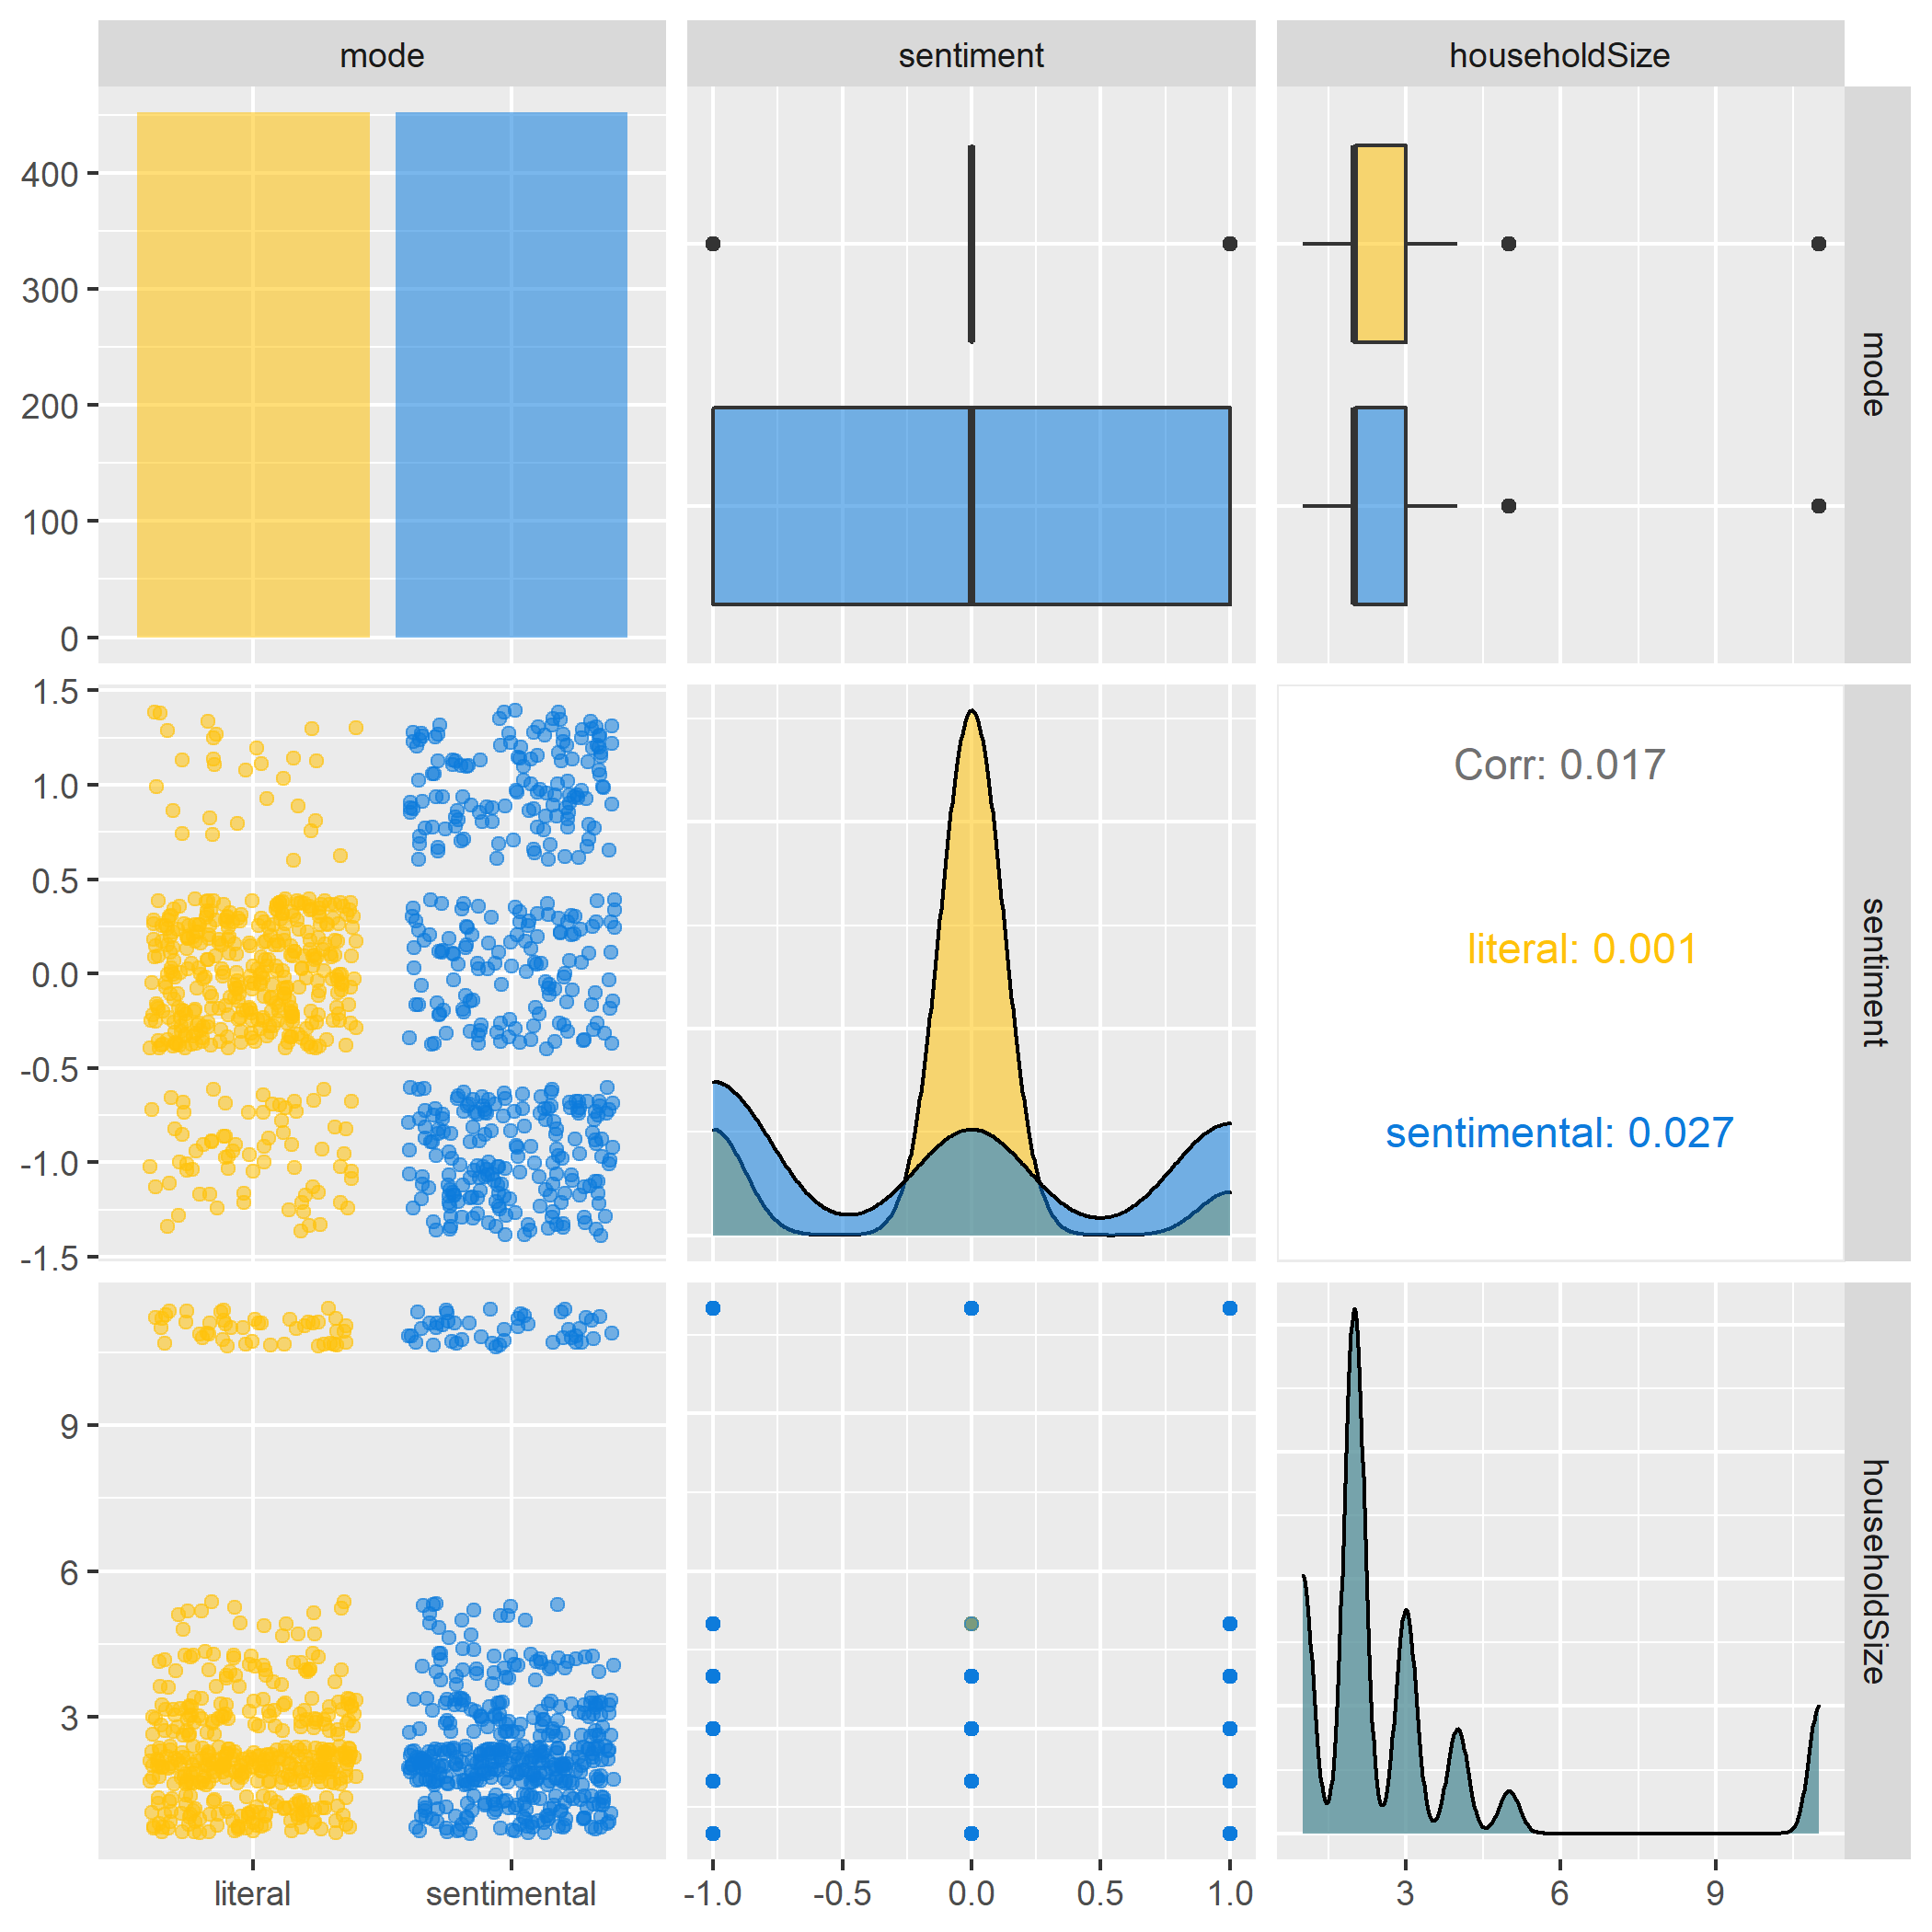 mode sentiment householdSize
400
300
200
100
0
mode
1.5
1.0
0.5
0.0
-0.5
-1.0
-1.5
Corr: 0.017
literal: 0.001
sentimental: 0.027
sentiment
9
6
3
householdSize
literal sentimental -1.0 -0.5 0.0 0.5 1.0 3 6 9